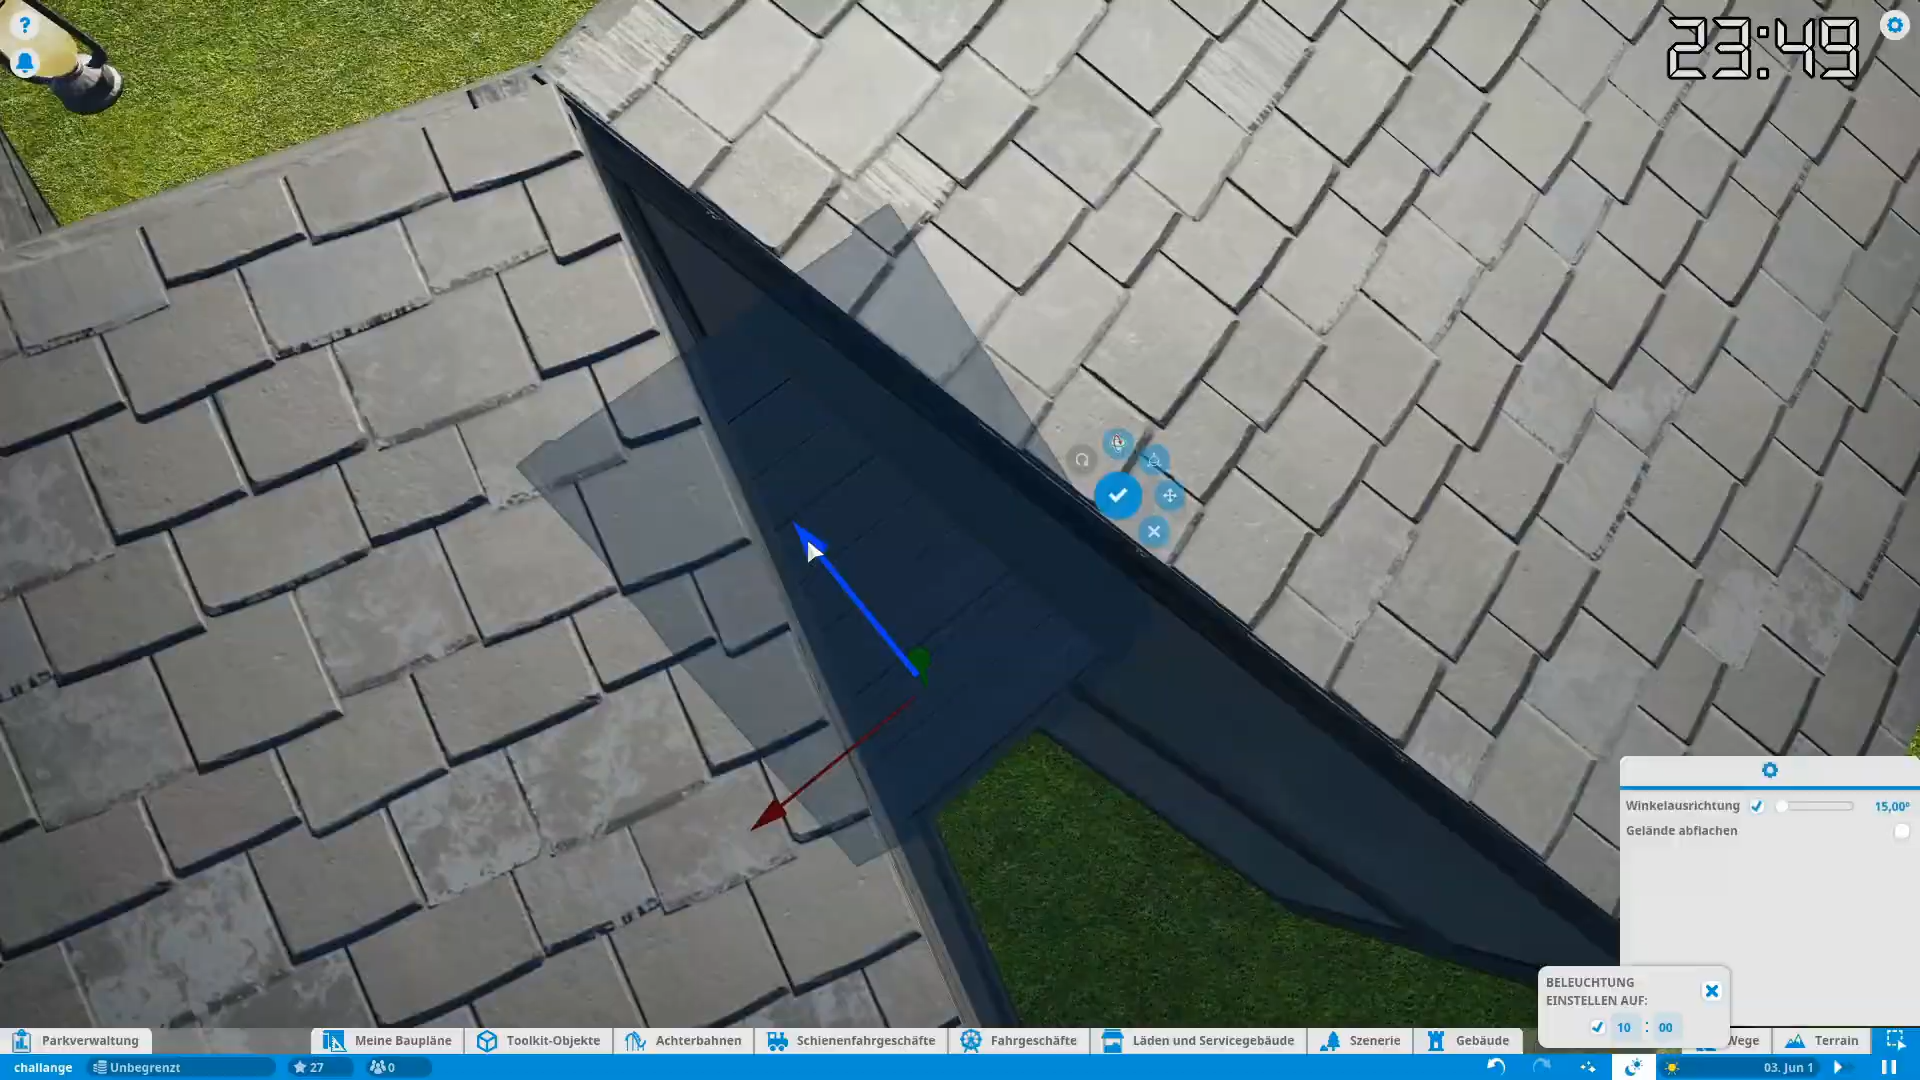 ?
23:49
Winkelausrichtung 15,00°
Gelände abflachen
BELEUCHTUNG
EINSTELLEN AUF:
10 : 00
Parkverwaltung Meine Baupläne Toolkit-Objekte Achterbahnen Schienenfahrgeschäfte Fahrgeschäfte Läden und Servicegebäude Szenerie Gebäude Wege Terrain
challange Unbegrenzt 27 0 03. Jun 1